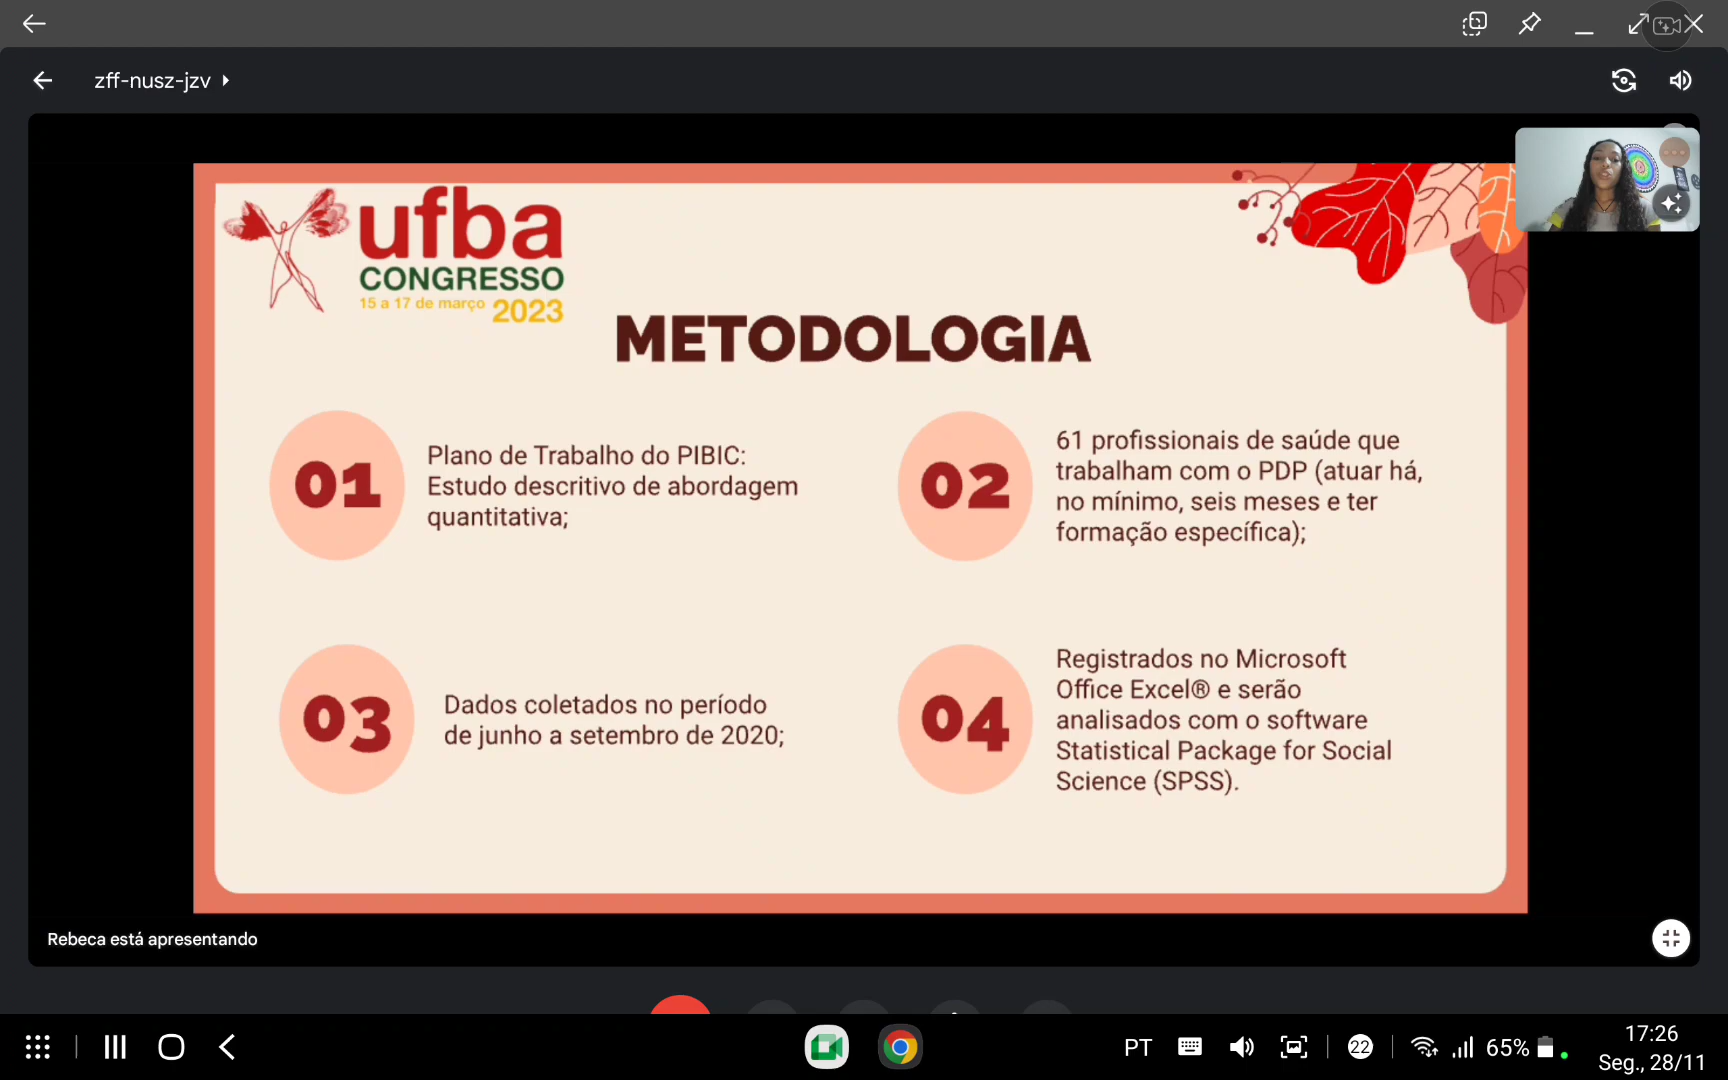 zff-nusz-jzv
ufba
CONGRESSO
15 a 17 de março 2023
METODOLOGIA
01
Plano de Trabalho do PIBIC:
Estudo descritivo de abordagem
quantitativa;
02
61 profissionais de saúde que
trabalham com o PDP (atuar há,
no mínimo, seis meses e ter
formação específica);
03
Dados coletados no período
de junho a setembro de 2020;
04
Registrados no Microsoft
Office Excel® e serão
analisados com o software
Statistical Package for Social
Science (SPSS).
Rebeca está apresentando
PT
22
65%
17:26
Seg., 28/11